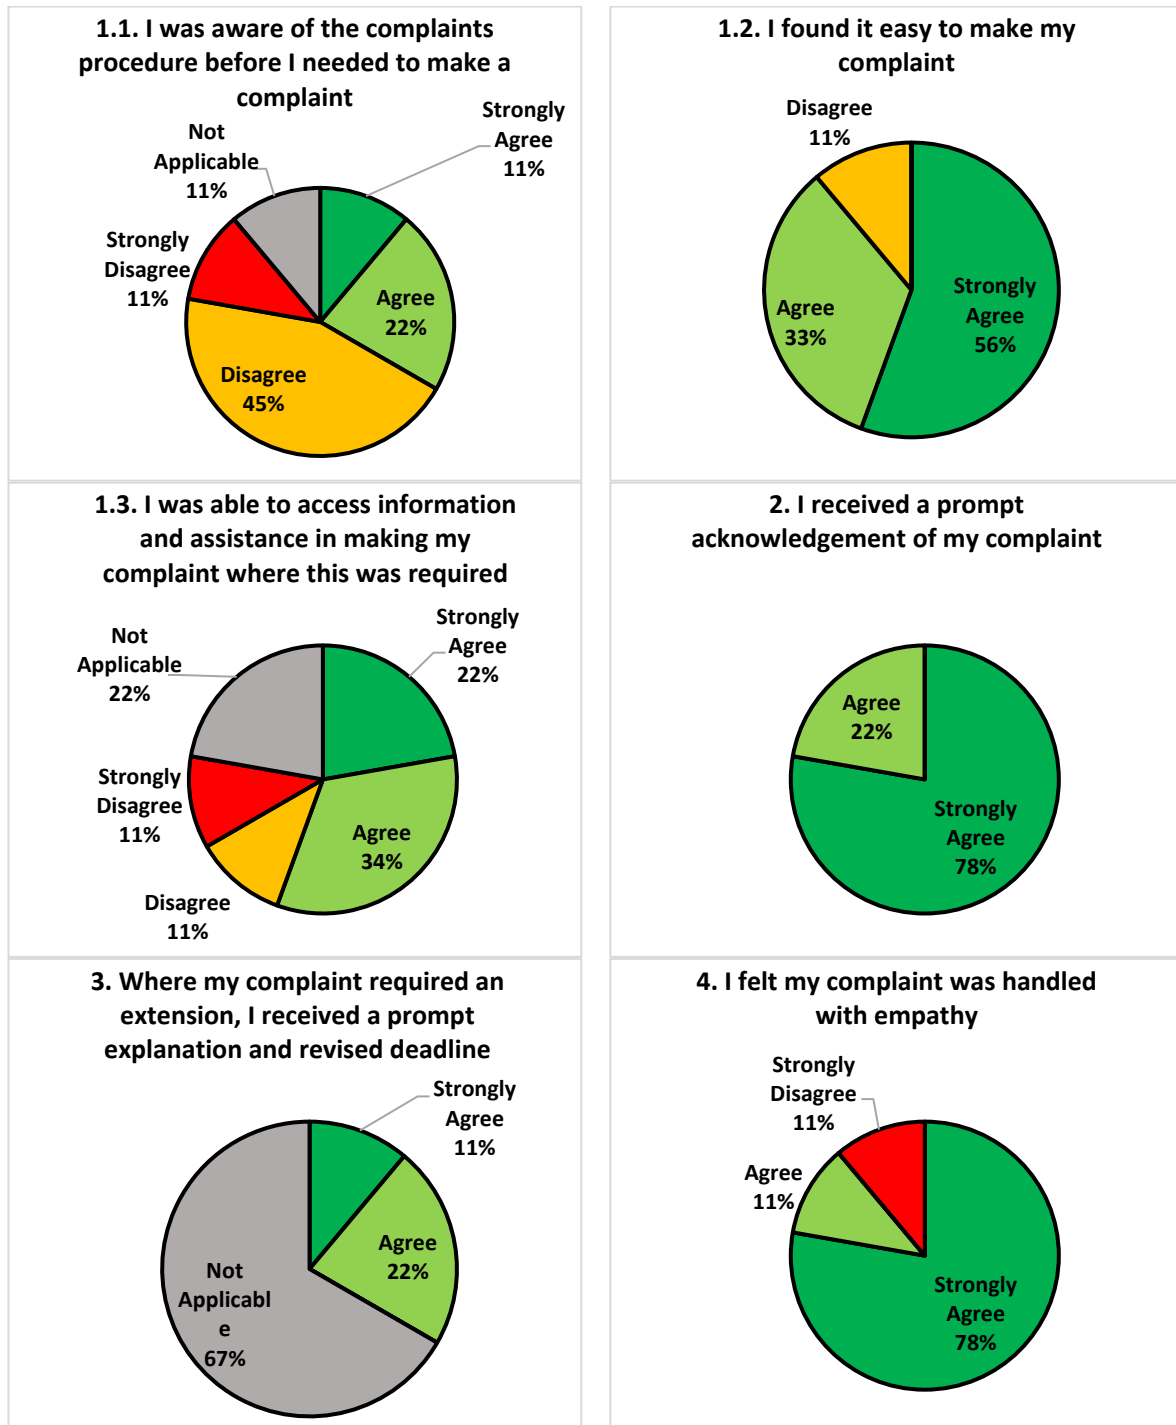 1.1. I was aware of the complaints
procedure before I needed to make a
complaint
Strongly
Agree
11%
Agree
22%
Disagree
45%
Strongly
Disagree
11%
Not
Applicable
11%
1.2. I found it easy to make my
complaint
Disagree
11%
Strongly
Agree
56%
Agree
33%
1.3. I was able to access information
and assistance in making my
complaint where this was required
Strongly
Agree
22%
Agree
34%
Disagree
11%
Strongly
Disagree
11%
Not
Applicable
22%
2. I received a prompt
acknowledgement of my complaint
Agree
22%
Strongly
Agree
78%
3. Where my complaint required an
extension, I received a prompt
explanation and revised deadline
Strongly
Agree
11%
Agree
22%
Not
Applicabl
e
67%
4. I felt my complaint was handled
with empathy
Strongly
Disagree
11%
Agree
11%
Strongly
Agree
78%